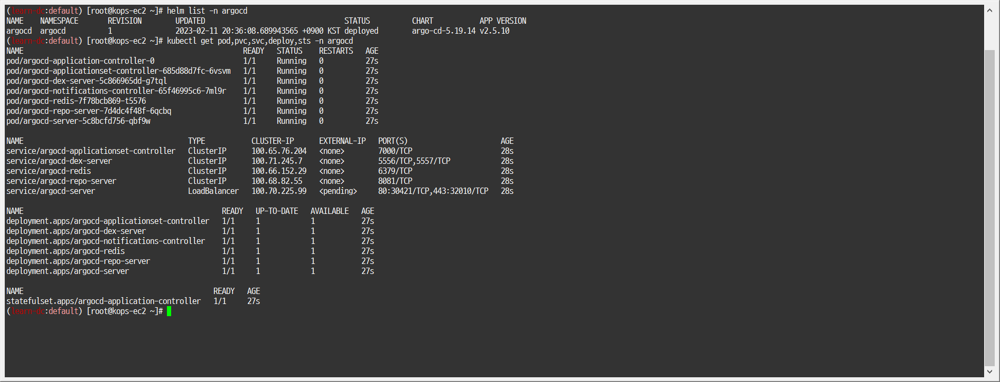 (learn-dc:default) [root@kops-ec2 ~]# helm list -n argocd
NAME    NAMESPACE       REVISION        UPDATED                                 STATUS          CHART           APP VERSION
argocd  argocd          1               2023-02-11 20:36:08.689943565 +0900 KST deployed        argo-cd-5.19.14 v2.5.10
(learn-dc:default) [root@kops-ec2 ~]# kubectl get pod,pvc,svc,deploy,sts -n argocd
NAME                                                    READY   STATUS    RESTARTS   AGE
pod/argocd-application-controller-0                     1/1     Running   0          27s
pod/argocd-applicationset-controller-685d88d7fc-6vsvm   1/1     Running   0          27s
pod/argocd-dex-server-5c866965dd-g7tql                  1/1     Running   0          27s
pod/argocd-notifications-controller-65f46995c6-7ml9r    1/1     Running   0          27s
pod/argocd-redis-7f78bcb869-t5576                       1/1     Running   0          27s
pod/argocd-repo-server-7d4dc4f48f-6qcbq                 1/1     Running   0          27s
pod/argocd-server-5c8bcfd756-qbf9w                      1/1     Running   0          27s

NAME                                       TYPE           CLUSTER-IP      EXTERNAL-IP   PORT(S)                      AGE
service/argocd-applicationset-controller   ClusterIP      100.65.76.204   <none>        7000/TCP                     28s
service/argocd-dex-server                  ClusterIP      100.71.245.7    <none>        5556/TCP,5557/TCP            28s
service/argocd-redis                       ClusterIP      100.66.152.29   <none>        6379/TCP                     28s
service/argocd-repo-server                 ClusterIP      100.68.82.55    <none>        8081/TCP                     28s
service/argocd-server                      LoadBalancer   100.70.225.99   <pending>     80:30421/TCP,443:32010/TCP   28s

NAME                                               READY   UP-TO-DATE   AVAILABLE   AGE
deployment.apps/argocd-applicationset-controller   1/1     1            1           27s
deployment.apps/argocd-dex-server                  1/1     1            1           27s
deployment.apps/argocd-notifications-controller    1/1     1            1           27s
deployment.apps/argocd-redis                       1/1     1            1           27s
deployment.apps/argocd-repo-server                 1/1     1            1           27s
deployment.apps/argocd-server                      1/1     1            1           27s

NAME                                             READY   AGE
statefulset.apps/argocd-application-controller   1/1     27s
(learn-dc:default) [root@kops-ec2 ~]#